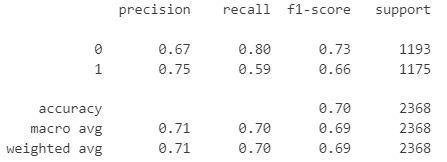 precision recall f1-score support
0 0.67 0.80 0.73 1193
1 0.75 0.59 0.66 1175
accuracy 0.70 2368
macro avg 0.71 0.70 0.69 2368
weighted avg 0.71 0.70 0.69 2368